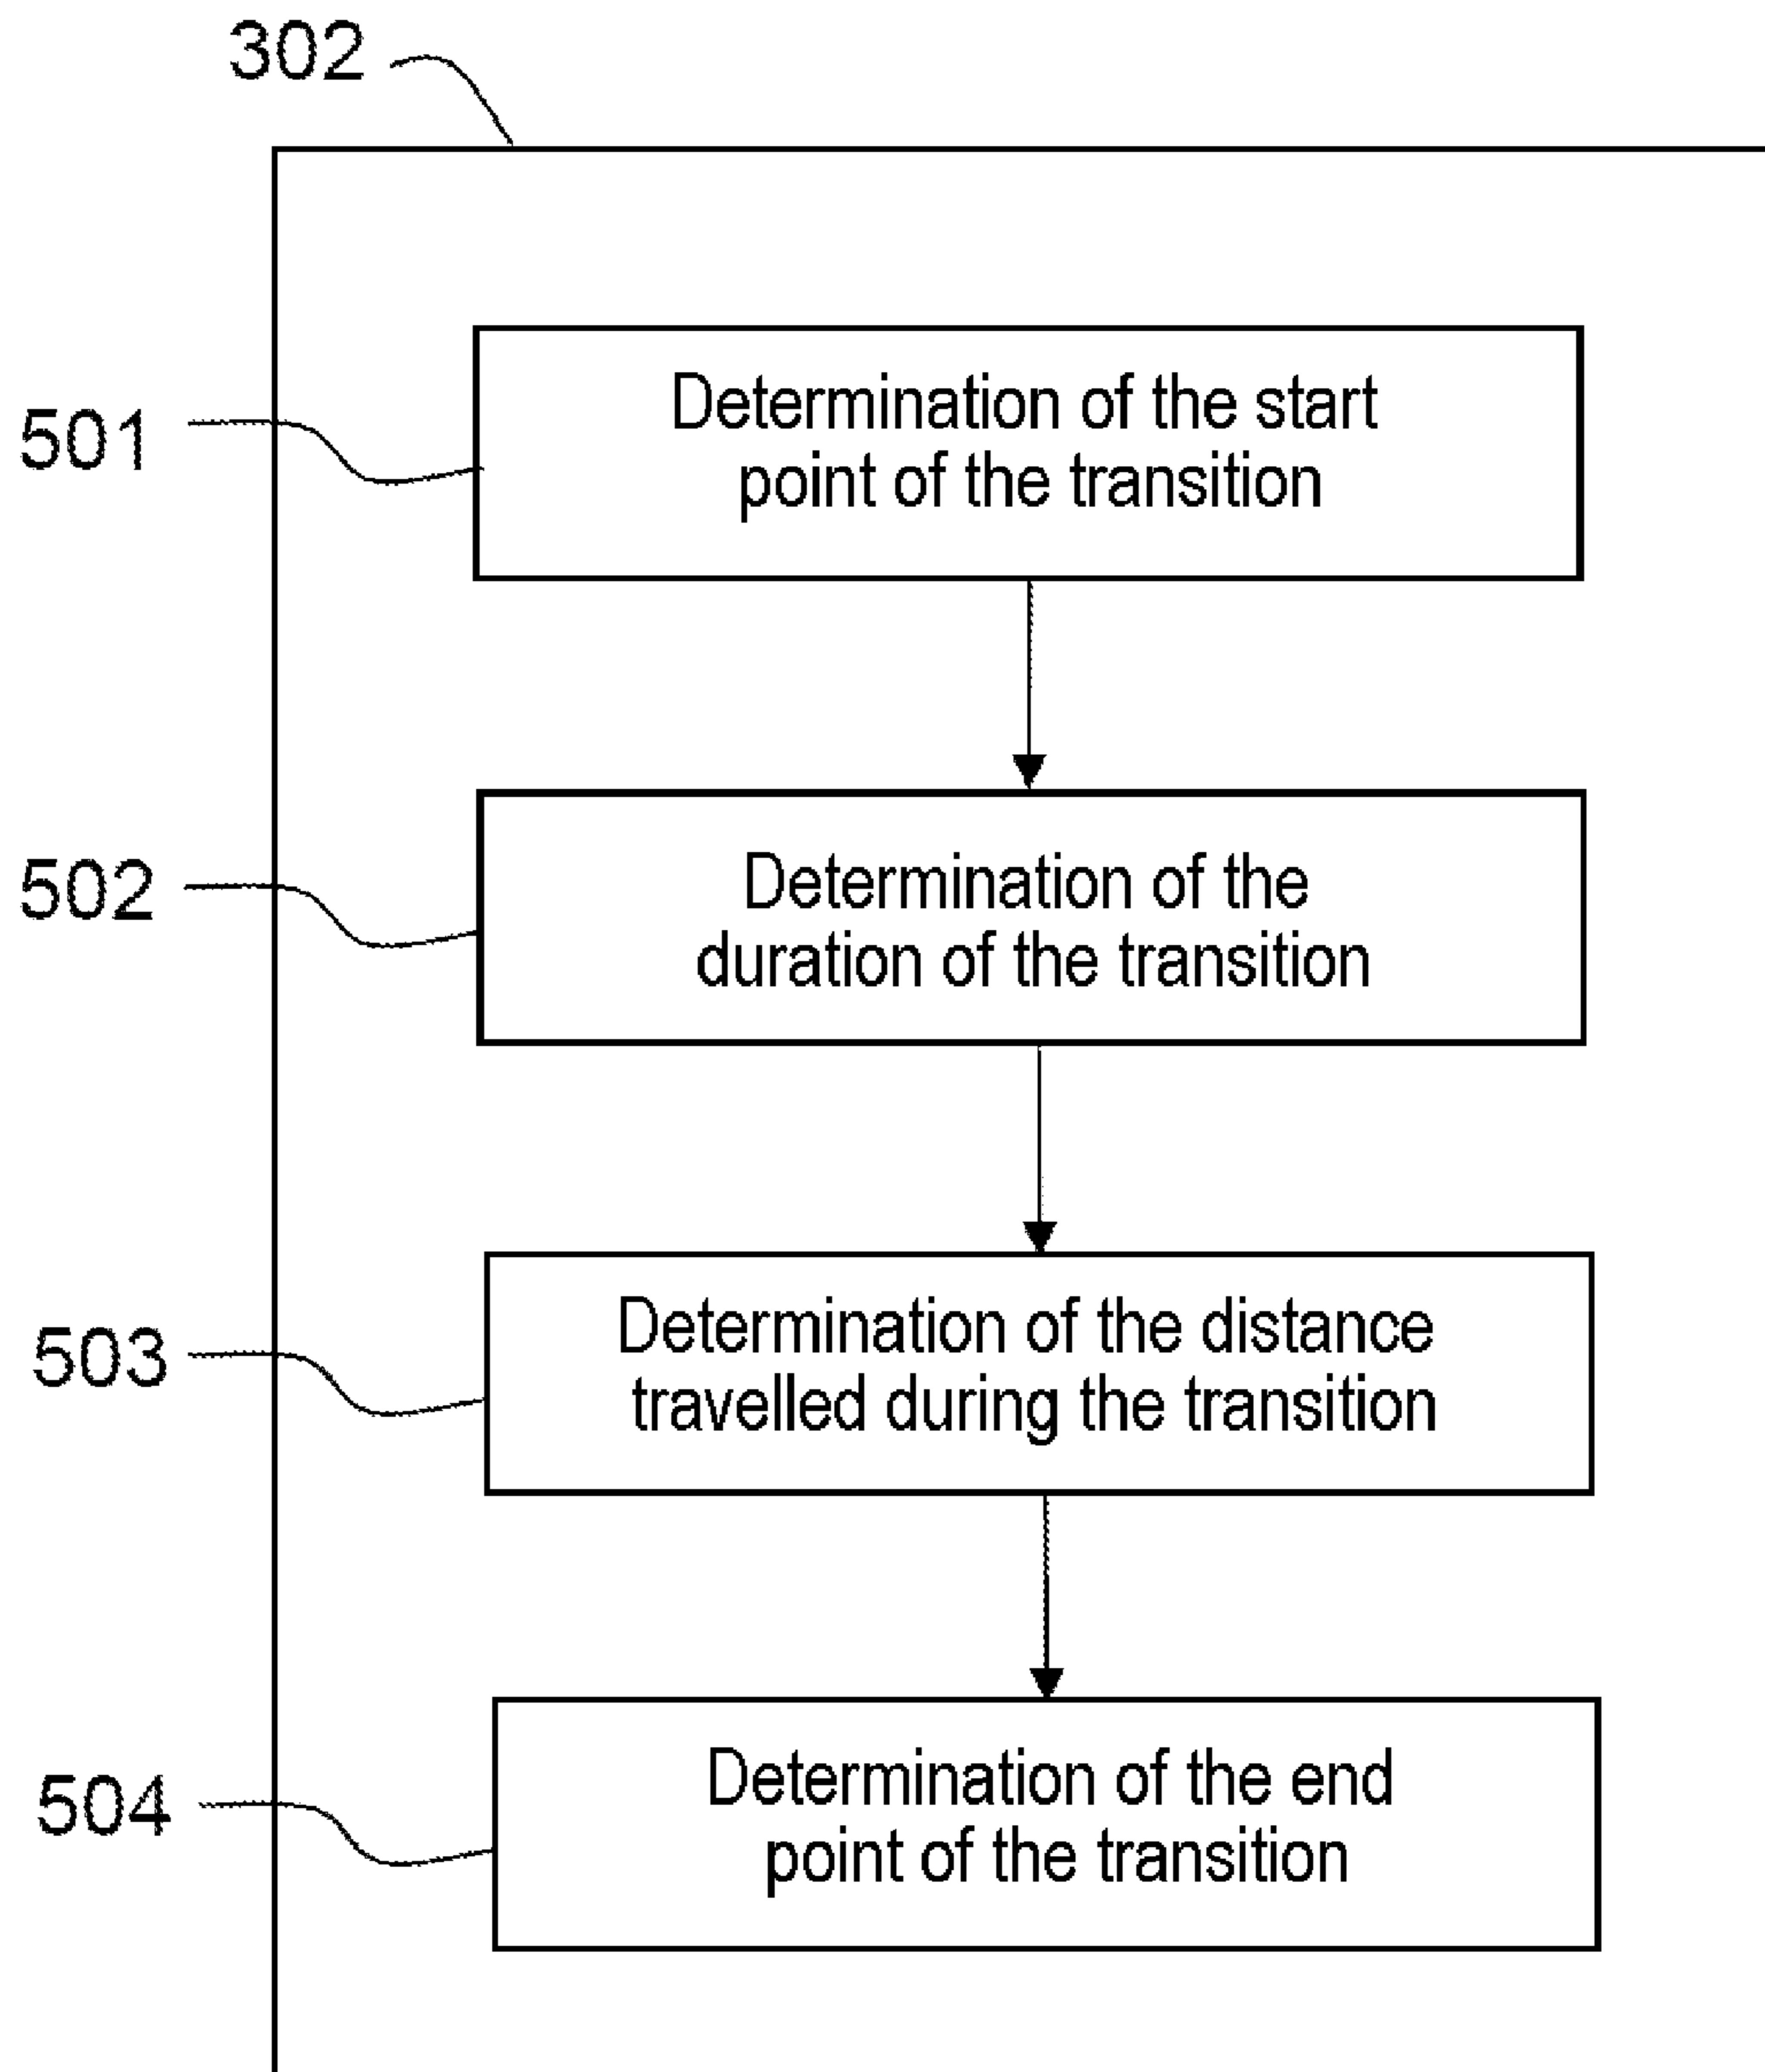 302
501
Determination of the start
point of the transition
502
Determination of the
duration of the transition
503
Determination of the distance
travelled during the transition
504
Determination of the end
point of the transition